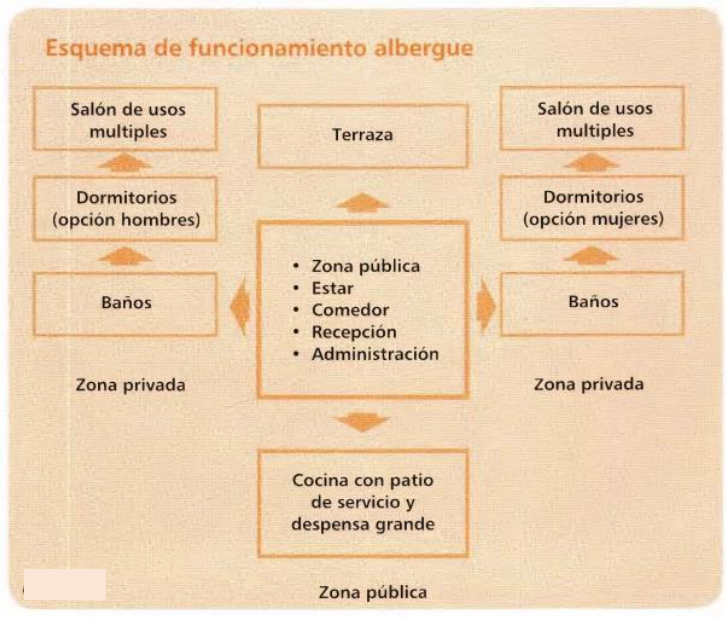 Esquema de funcionamiento albergue
Salón de usos
multiples
Dormitorios
(opción hombres)
Baños
Zona privada
Terraza
• Zona pública
• Estar
• Comedor
• Recepción
• Administración
Cocina con patio
de servicio y
despensa grande
Zona pública
Salón de usos
multiples
Dormitorios
(opción mujeres)
Baños
Zona privada